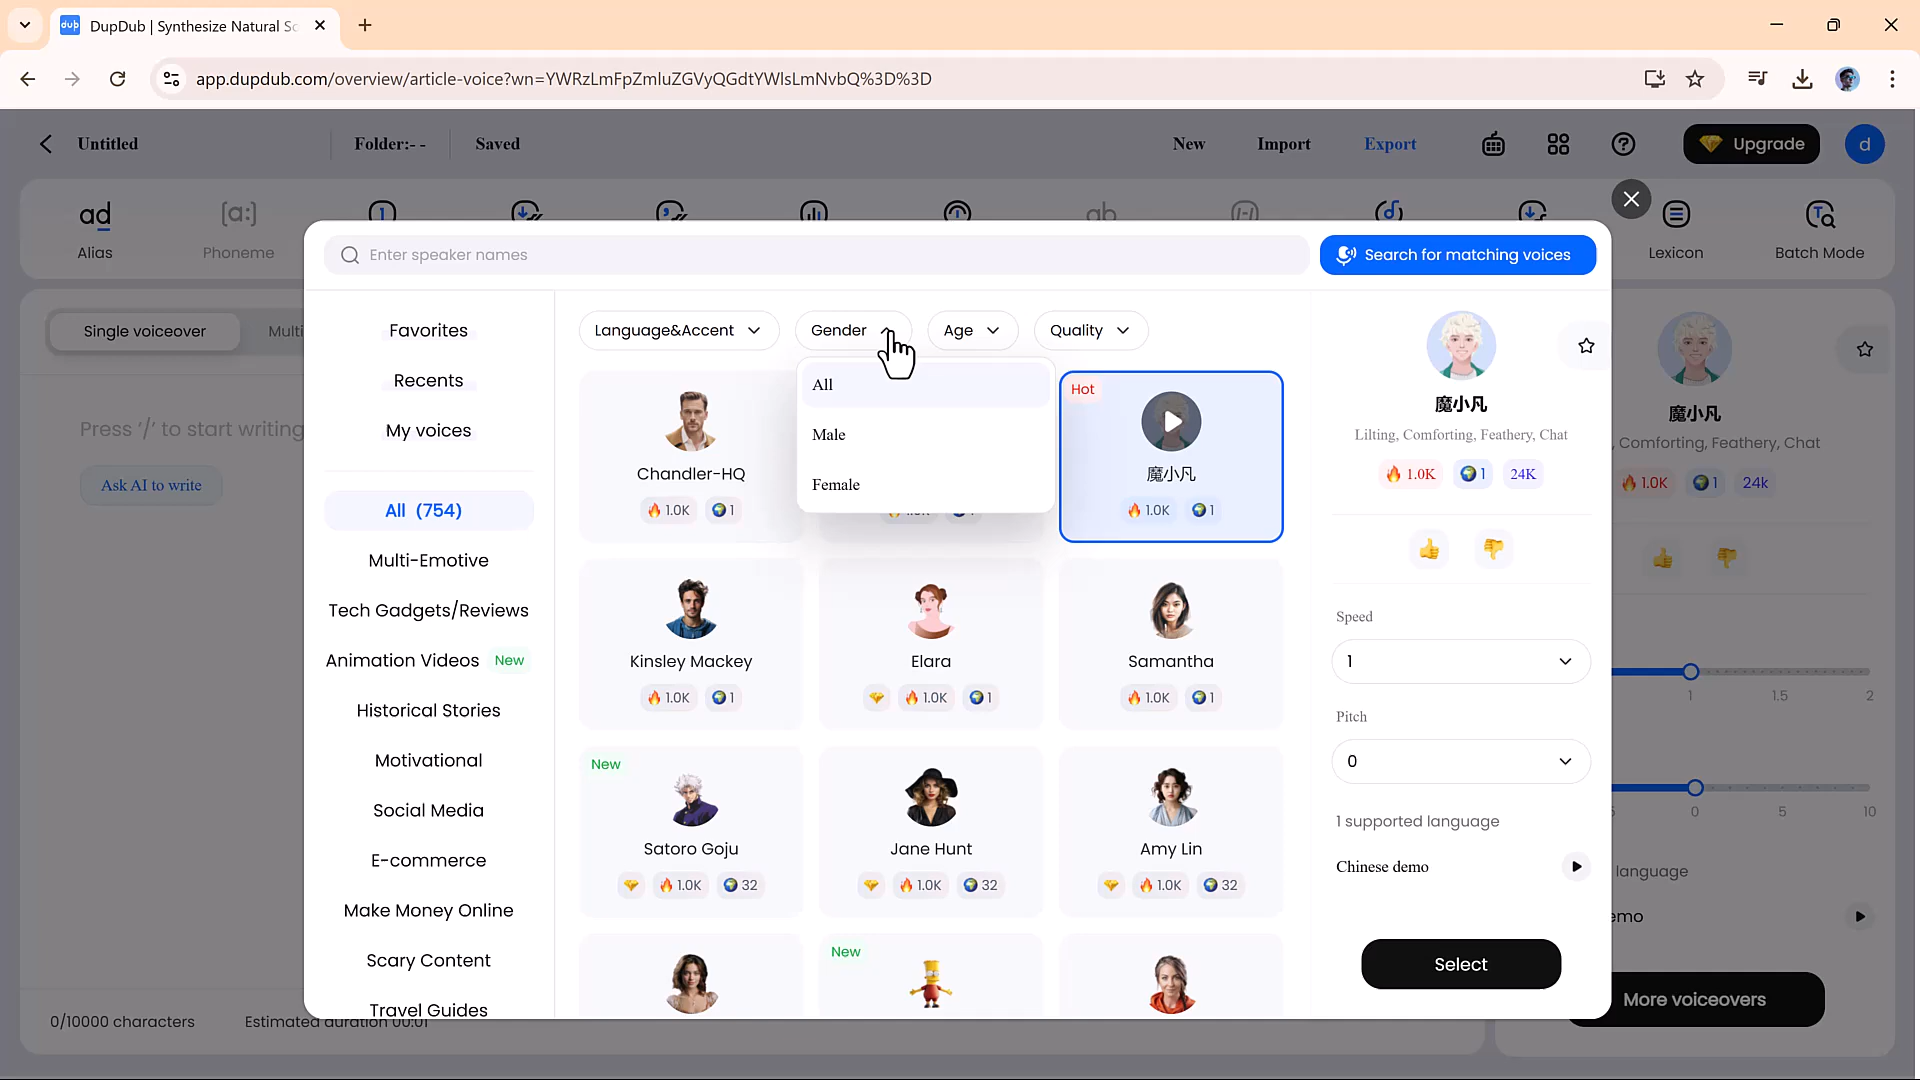 DupDub | Synthesize Natural So
app.dupdub.com/overview/article-voice?wn=YWRzLmFpZmluZGVyQGdtYWlsLmNvbQ%3D%3D
Untitled
Folder:- -
Saved
New
Import
Export
Upgrade
d
Alias
Phoneme
Lexicon
Batch Mode
Enter speaker names
Search for matching voices
Single voiceover
Multi
Press '/' to start writing
Ask AI to write
0/10000 characters
Estimated duration 00:01
Favorites
Recents
My voices
All (754)
Multi-Emotive
Tech Gadgets/Reviews
Animation Videos New
Historical Stories
Motivational
Social Media
E-commerce
Make Money Online
Scary Content
Travel Guides
Language&Accent
Gender
Age
Quality
All
Male
Female
Chandler-HQ
1.0K 1
Hot
魔小凡
1.0K 1
Kinsley Mackey
1.0K 1
Elara
1.0K 1
Samantha
1.0K 1
New
Satoro Goju
1.0K 32
Jane Hunt
1.0K 32
Amy Lin
1.0K 32
New
魔小凡
Lilting, Comforting, Feathery, Chat
1.0K 1 24K
Speed
1
Pitch
0
1 supported language
Chinese demo
Select
魔小凡
, Comforting, Feathery, Chat
1.0K 1 24k
1 1.5 2
0 5 10
language
emo
More voiceovers